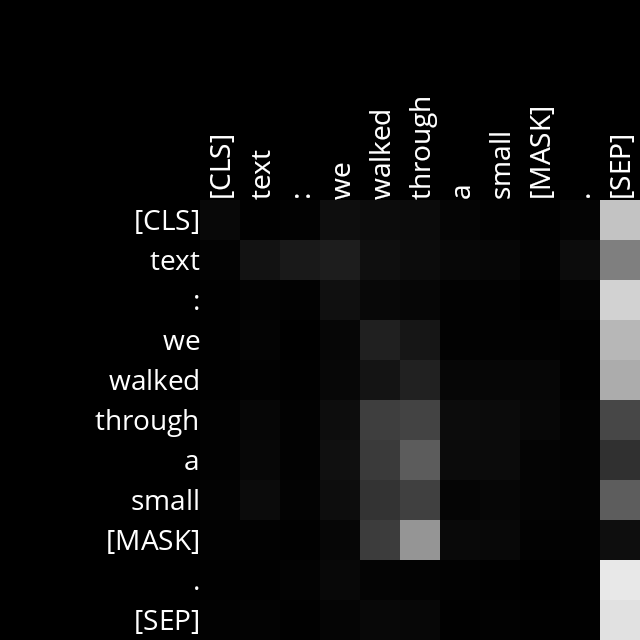 [CLS] text : we walked through a small [MASK] . [SEP]
[CLS]
text
:
we
walked
through
a
small
[MASK]
.
[SEP]